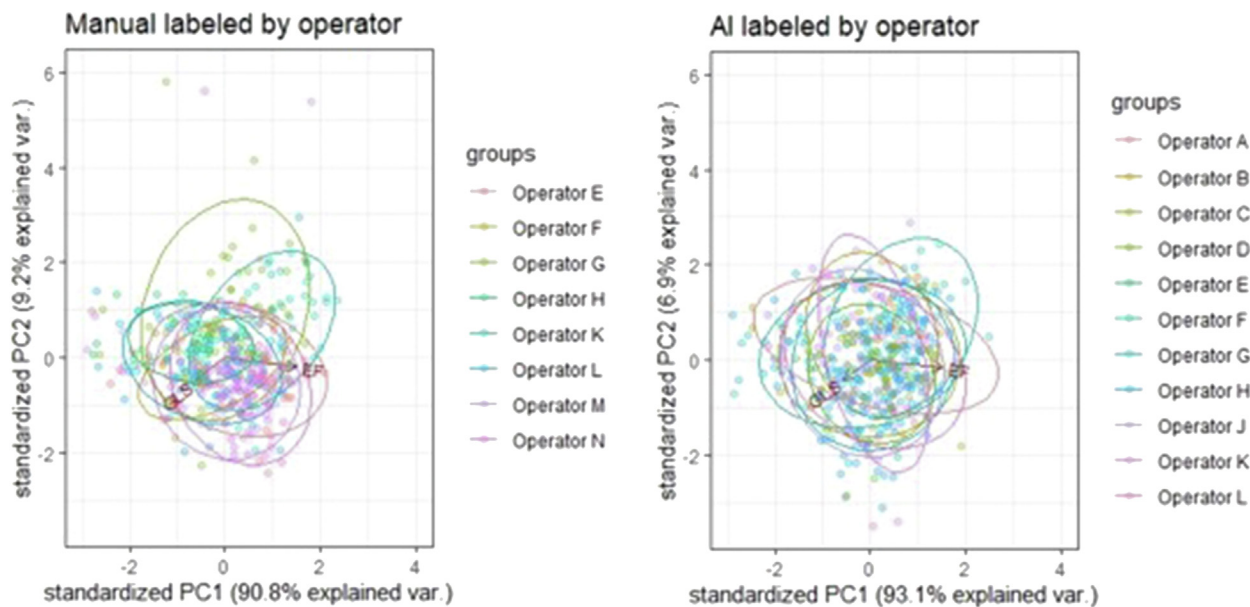 Manual labeled by operator
standardized PC2 (9.2% explained var.)
6
4
2
0
-2
GLS
EF
-2
0
2
standardized PC1 (90.8% explained var.)
groups
Operator E
Operator F
Operator G
Operator H
Operator K
Operator L
Operator M
Operator N
AI labeled by operator
standardized PC2 (6.9% explained var.)
6
4
2
0
-2
GLS
EF
-2
0
2
4
standardized PC1 (93.1% explained var.)
groups
Operator A
Operator B
Operator C
Operator D
Operator E
Operator F
Operator G
Operator H
Operator J
Operator K
Operator L